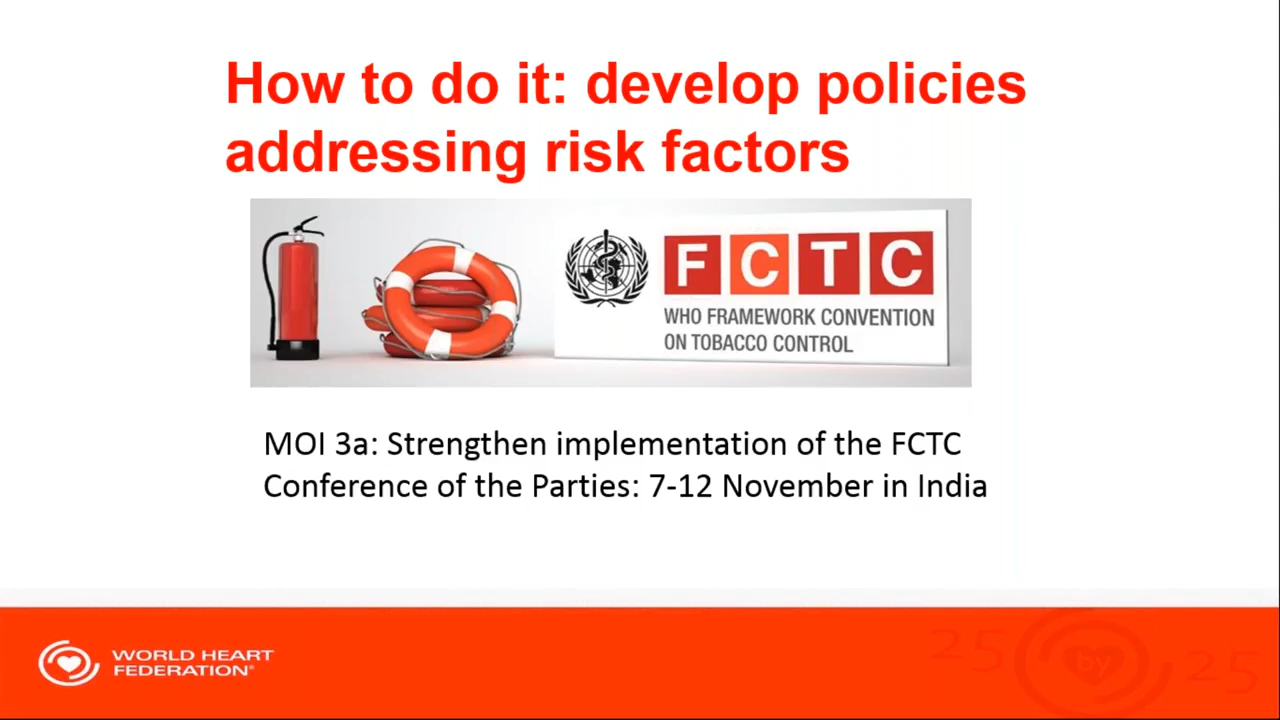 How to do it: develop policies
addressing risk factors
F C T C
WHO FRAMEWORK CONVENTION
ON TOBACCO CONTROL
MOI 3a: Strengthen implementation of the FCTC
Conference of the Parties: 7-12 November in India
WORLD HEART
FEDERATION®
25 by 25